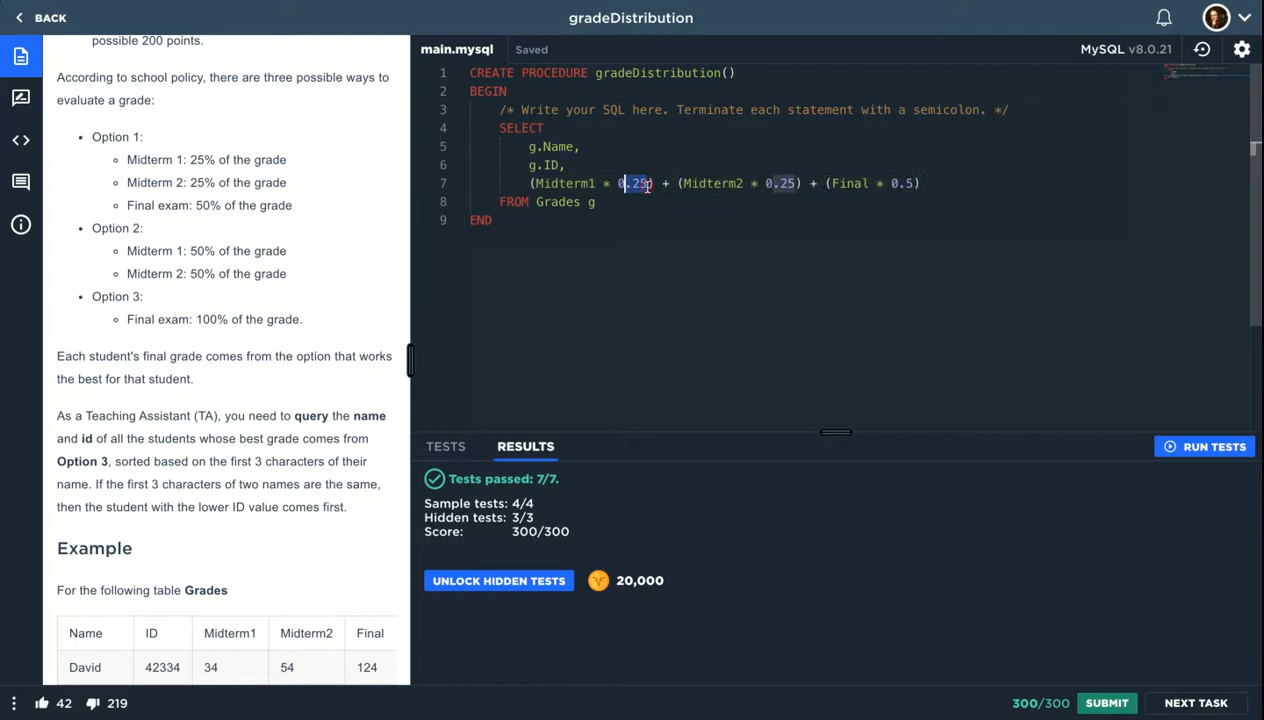 BACK
gradeDistribution
possible 200 points.
According to school policy, there are three possible ways to
evaluate a grade:
Option 1:
Midterm 1: 25% of the grade
Midterm 2: 25% of the grade
Final exam: 50% of the grade
Option 2:
Midterm 1: 50% of the grade
Midterm 2: 50% of the grade
Option 3:
Final exam: 100% of the grade.
Each student's final grade comes from the option that works
the best for that student.
As a Teaching Assistant (TA), you need to query the name
and id of all the students whose best grade comes from
Option 3, sorted based on the first 3 characters of their
name. If the first 3 characters of two names are the same,
then the student with the lower ID value comes first.
Example
For the following table Grades
Name ID Midterm1 Midterm2 Final
David 42334 34 54 124
42 219
main.mysql Saved MySQL v8.0.21
1 CREATE PROCEDURE gradeDistribution()
2 BEGIN
3 /* Write your SQL here. Terminate each statement with a semicolon. */
4 SELECT
5 g.Name,
6 g.ID,
7 (Midterm1 * 0.25) + (Midterm2 * 0.25) + (Final * 0.5)
8 FROM Grades g
9 END
TESTS RESULTS RUN TESTS
Tests passed: 7/7.
Sample tests: 4/4
Hidden tests: 3/3
Score: 300/300
UNLOCK HIDDEN TESTS 20,000
300/300 SUBMIT NEXT TASK